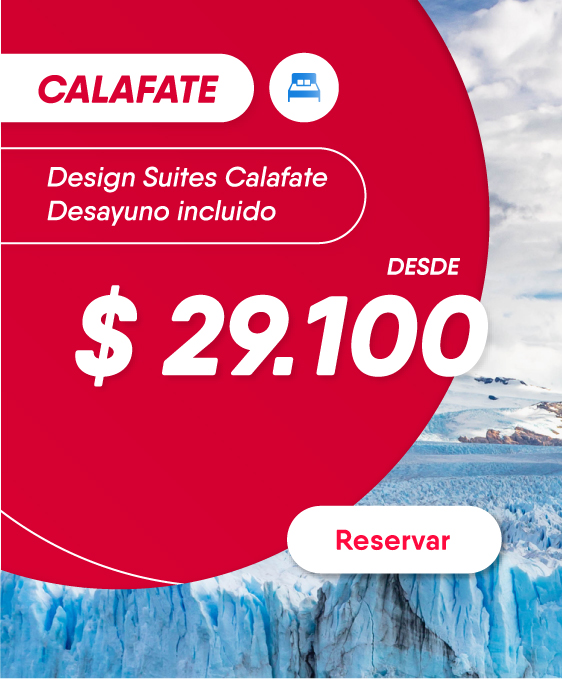 CALAFATE
Design Suites Calafate
Desayuno incluido
DESDE
$ 29.100
Reservar